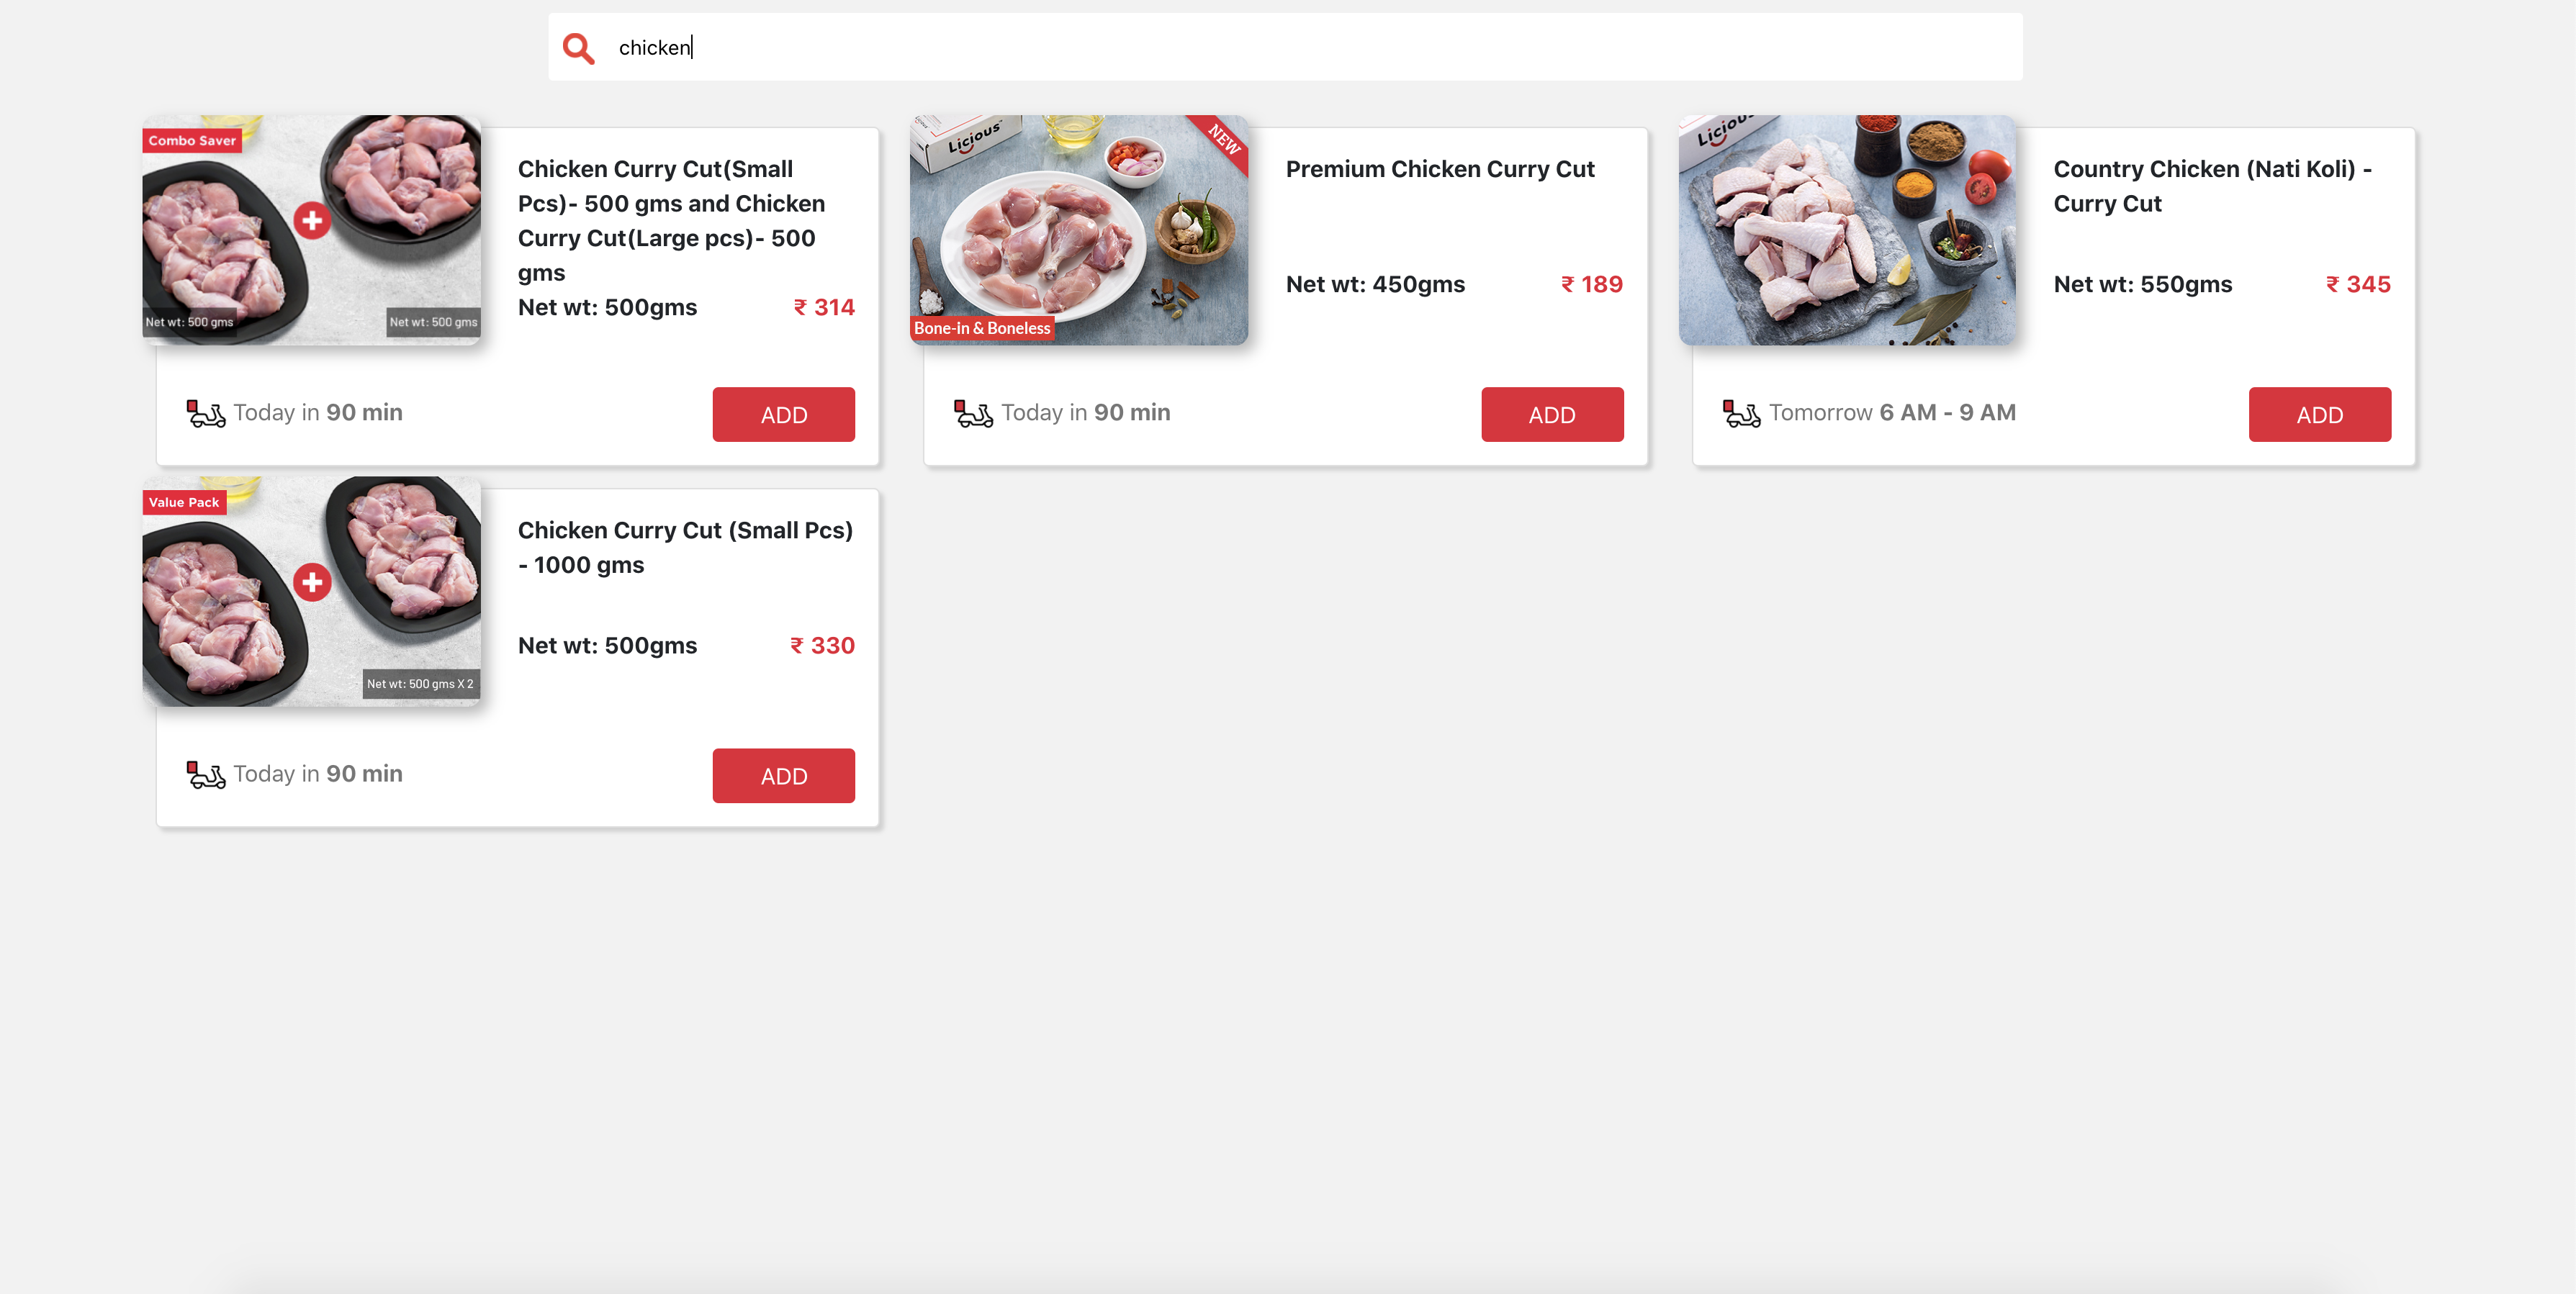 chicken
Combo Saver
Net wt: 500 gms
Net wt: 500 gms
Chicken Curry Cut(Small
Pcs)- 500 gms and Chicken
Curry Cut(Large pcs)- 500
gms
Net wt: 500gms ₹ 314
Today in 90 min
ADD
Licious
NEW
Bone-in & Boneless
Premium Chicken Curry Cut
Net wt: 450gms ₹ 189
Today in 90 min
ADD
Licious
Country Chicken (Nati Koli) -
Curry Cut
Net wt: 550gms ₹ 345
Tomorrow 6 AM - 9 AM
ADD
Value Pack
Net wt: 500 gms X 2
Chicken Curry Cut (Small Pcs)
- 1000 gms
Net wt: 500gms ₹ 330
Today in 90 min
ADD